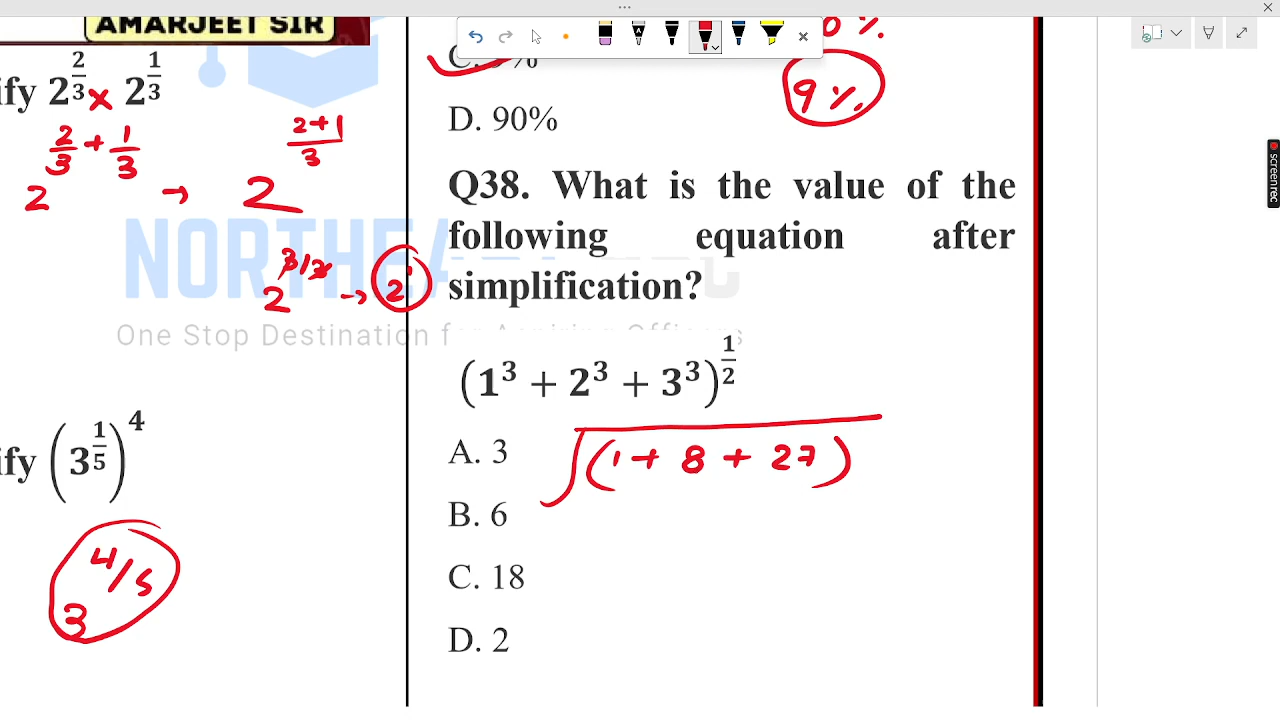 AMARJEET SIR
ify 2^(2/3) × 2^(1/3)
2^(2/3 + 1/3) → 2^((2+1)/3)
2^(3/3) → 2^1
ify (3^(1/5))^4
3^(4/5)
%
9 %.
D. 90%
Q38. What is the value of the
following equation after
simplification?
(1³ + 2³ + 3³)^(1/2)
√(1 + 8 + 27)
A. 3
B. 6
C. 18
D. 2
One Stop Destination f
screenrec